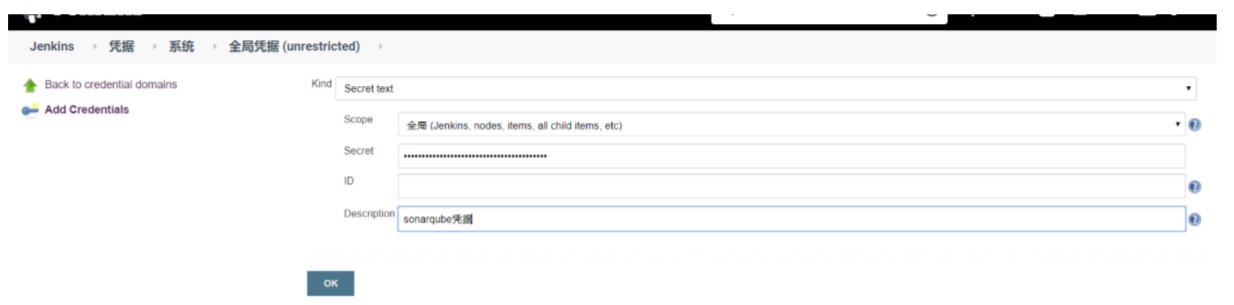 Jenkins 凭据 系统 全局凭据 (unrestricted)
Back to credential domains
Add Credentials
Kind Secret text
Scope 全局 (Jenkins, nodes, items, all child items, etc)
Secret ••••••••••••••••••••••••••••••••••••••••
ID
Description sonarqube凭据
OK